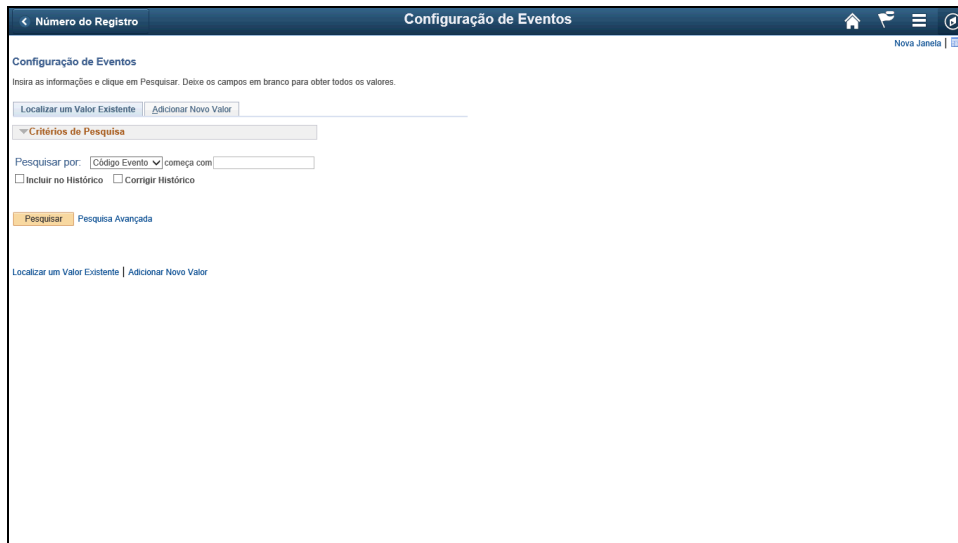 Número do Registro
Configuração de Eventos
Nova Janela |
Configuração de Eventos
Insira as informações e clique em Pesquisar. Deixe os campos em branco para obter todos os valores.
Localizar um Valor Existente
Adicionar Novo Valor
Critérios de Pesquisa
Pesquisar por: Código Evento começa com
Incluir no Histórico Corrigir Histórico
Pesquisar Pesquisa Avançada
Localizar um Valor Existente | Adicionar Novo Valor